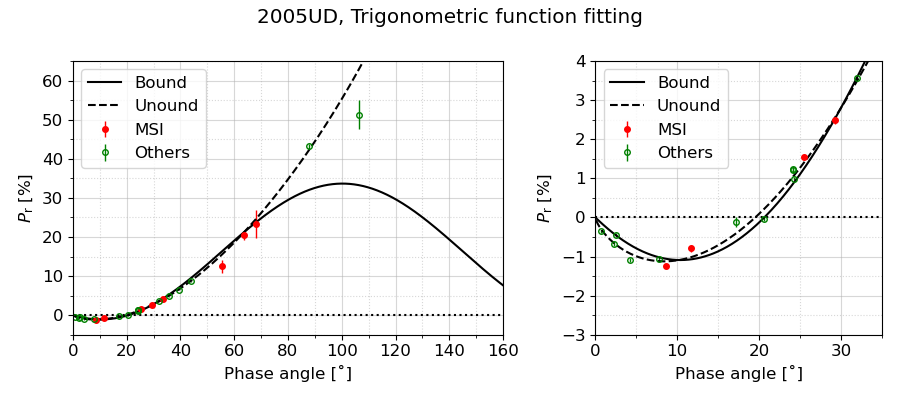 2005UD, Trigonometric function fitting
Bound
Unound
MSI
Others
P_r [%]
60
50
40
30
20
10
0
0 20 40 60 80 100 120 140 160
Phase angle [˚]
Bound
Unound
MSI
Others
P_r [%]
4
3
2
1
0
−1
−2
−3
0 10 20 30
Phase angle [˚]